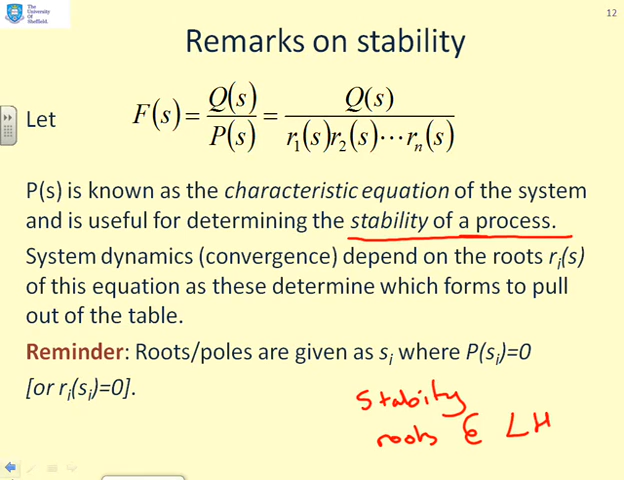 The
University
Of
Sheffield.
12
Remarks on stability
Let F(s) = Q(s)/P(s) = Q(s)/(r₁(s)r₂(s)⋯rₙ(s))
P(s) is known as the characteristic equation of the system
and is useful for determining the stability of a process.
System dynamics (convergence) depend on the roots rᵢ(s)
of this equation as these determine which forms to pull
out of the table.
Reminder: Roots/poles are given as sᵢ where P(sᵢ)=0
[or rᵢ(sᵢ)=0].
Stabity
roots ∈ LH